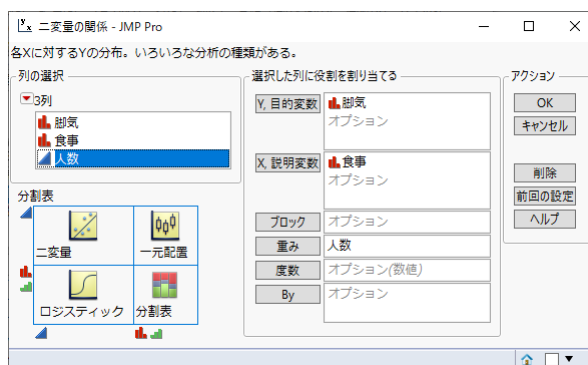 二変量の関係 - JMP Pro
各Xに対するYの分布。いろいろな分析の種類がある。
列の選択
3列
脚気
食事
人数
分割表
二変量
一元配置
ロジスティック
分割表
選択した列に役割を割り当てる
Y, 目的変数
脚気
オプション
X, 説明変数
食事
オプション
ブロック
オプション
重み
人数
度数
オプション(数値)
By
オプション
アクション
OK
キャンセル
削除
前回の設定
ヘルプ